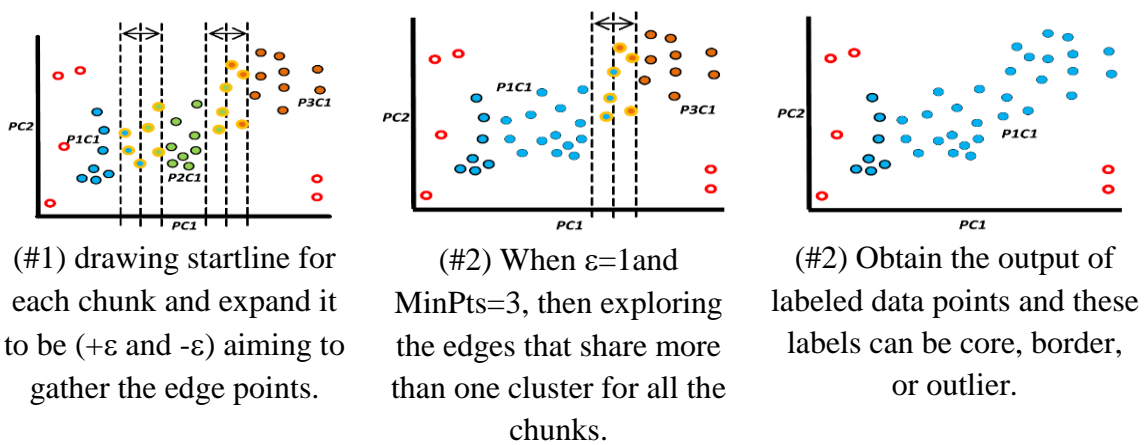 PC2
P1C1
P2C1
P3C1
PC1
(#1) drawing startline for
each chunk and expand it
to be (+ε and -ε) aiming to
gather the edge points.
PC2
P1C1
P3C1
PC1
(#2) When ε=1and
MinPts=3, then exploring
the edges that share more
than one cluster for all the
chunks.
PC2
P1C1
PC1
(#2) Obtain the output of
labeled data points and these
labels can be core, border,
or outlier.